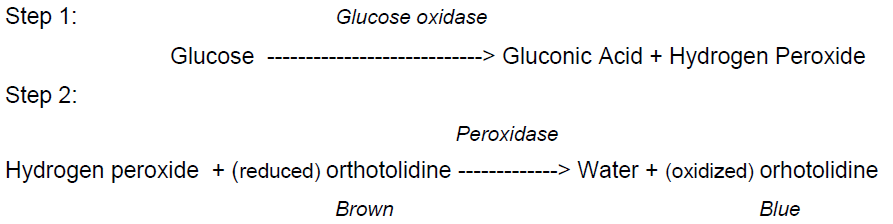 Step 1:
Glucose oxidase
Glucose ----------------------------> Gluconic Acid + Hydrogen Peroxide
Step 2:
Peroxidase
Hydrogen peroxide + (reduced) orthotolidine -------------> Water + (oxidized) orhotolidine
Brown Blue